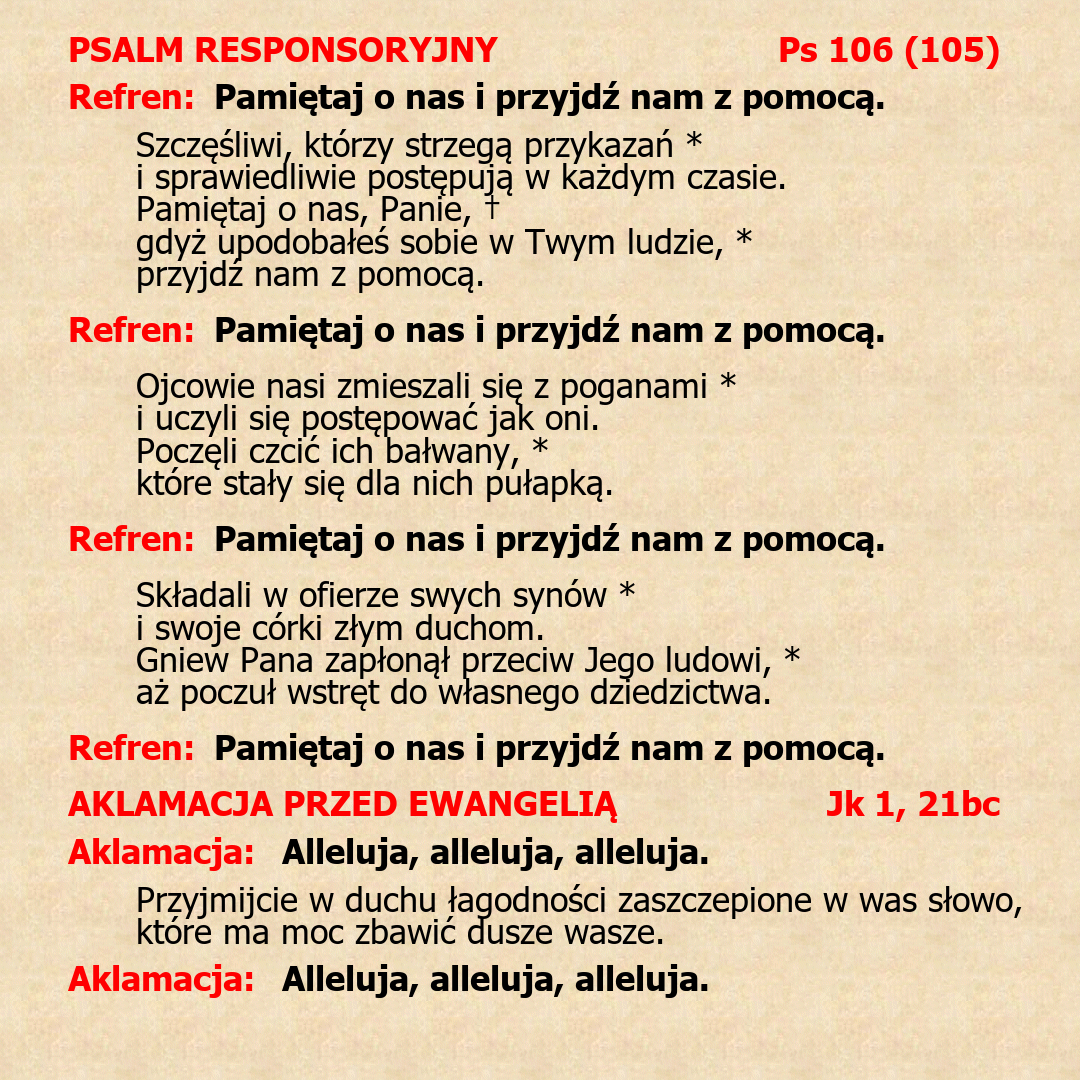 PSALM RESPONSORYJNY Ps 106 (105)
Refren: Pamiętaj o nas i przyjdź nam z pomocą.
Szczęśliwi, którzy strzegą przykazań *
i sprawiedliwie postępują w każdym czasie.
Pamiętaj o nas, Panie, †
gdyż upodobałeś sobie w Twym ludzie, *
przyjdź nam z pomocą.
Refren: Pamiętaj o nas i przyjdź nam z pomocą.
Ojcowie nasi zmieszali się z poganami *
i uczyli się postępować jak oni.
Poczęli czcić ich bałwany, *
które stały się dla nich pułapką.
Refren: Pamiętaj o nas i przyjdź nam z pomocą.
Składali w ofierze swych synów *
i swoje córki złym duchom.
Gniew Pana zapłonął przeciw Jego ludowi, *
aż poczuł wstręt do własnego dziedzictwa.
Refren: Pamiętaj o nas i przyjdź nam z pomocą.
AKLAMACJA PRZED EWANGELIĄ Jk 1, 21bc
Aklamacja: Alleluja, alleluja, alleluja.
Przyjmijcie w duchu łagodności zaszczepione w was słowo,
które ma moc zbawić dusze wasze.
Aklamacja: Alleluja, alleluja, alleluja.